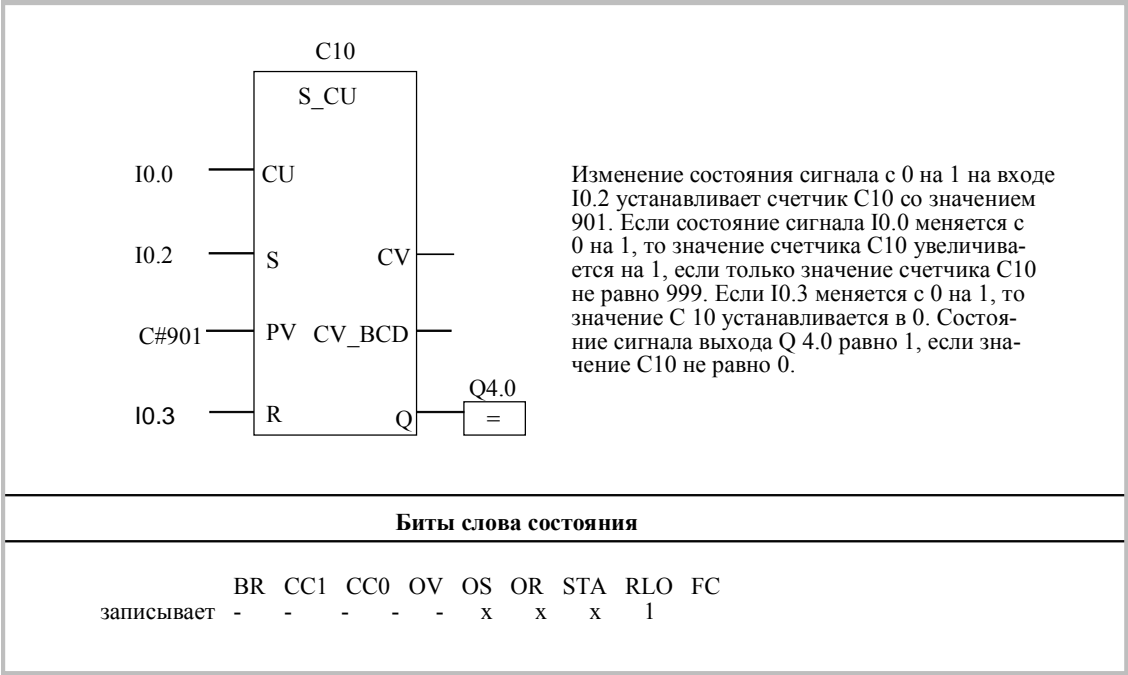 C10
S_CU
I0.0 CU
I0.2 S CV
C#901 PV CV_BCD
Q4.0
I0.3 R Q =
Изменение состояния сигнала с 0 на 1 на входе
I0.2 устанавливает счетчик C10 со значением
901. Если состояние сигнала I0.0 меняется с
0 на 1, то значение счетчика C10 увеличива-
ется на 1, если только значение счетчика C10
не равно 999. Если I0.3 меняется с 0 на 1, то
значение С 10 устанавливается в 0. Состоя-
ние сигнала выхода Q 4.0 равно 1, если зна-
чение C10 не равно 0.
Биты слова состояния
BR CC1 CC0 OV OS OR STA RLO FC
записывает - - - - - x x x 1